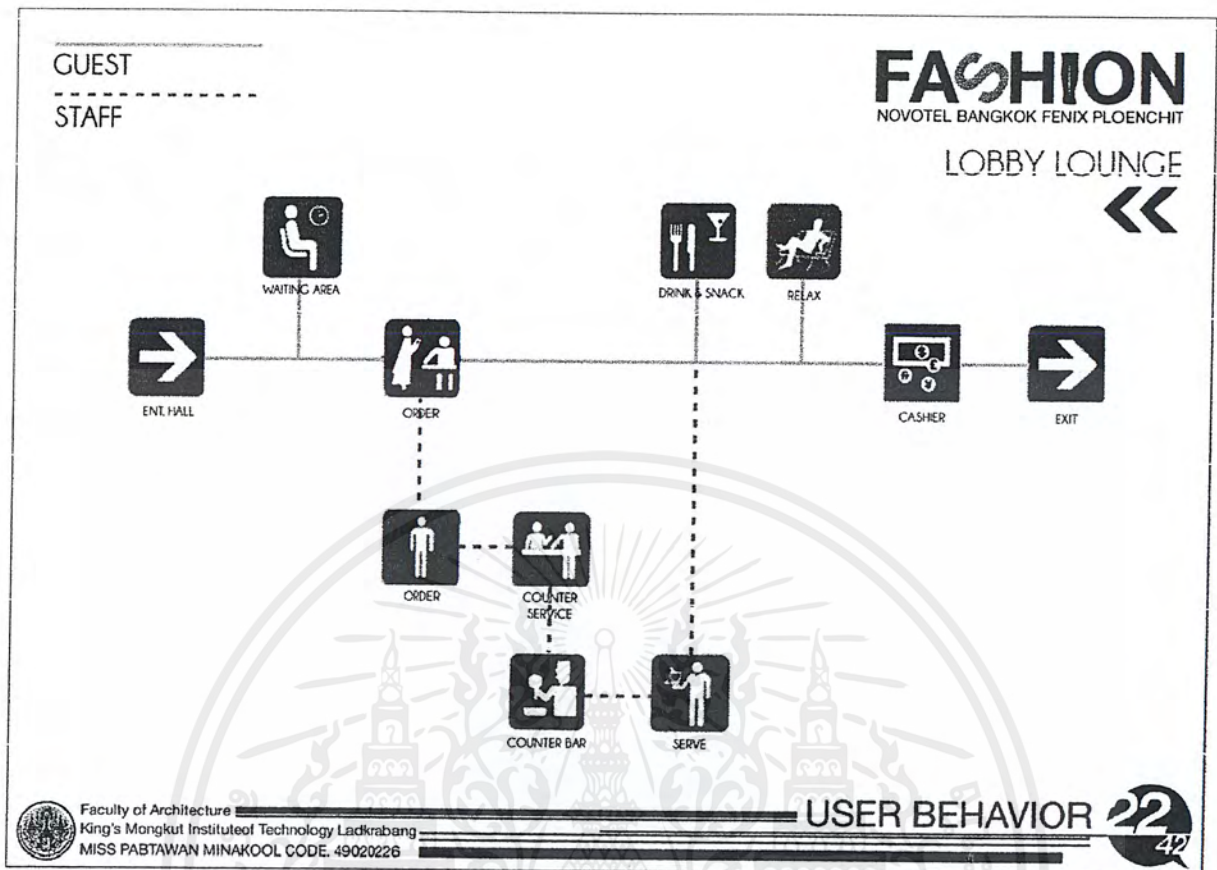 GUEST
STAFF
FASHION
NOVOTEL BANGKOK FENIX PLOENCHIT
LOBBY LOUNGE
WAITING AREA
DRINK & SNACK
RELAX
ENT. HALL
ORDER
CASHIER
EXIT
ORDER
COUNTER
SERVICE
COUNTER BAR
SERVE
Faculty of Architecture
King's Mongkut Instituteof Technology Ladkrabang
MISS PABTAWAN MINAKOOL CODE. 49020226
USER BEHAVIOR
22
42